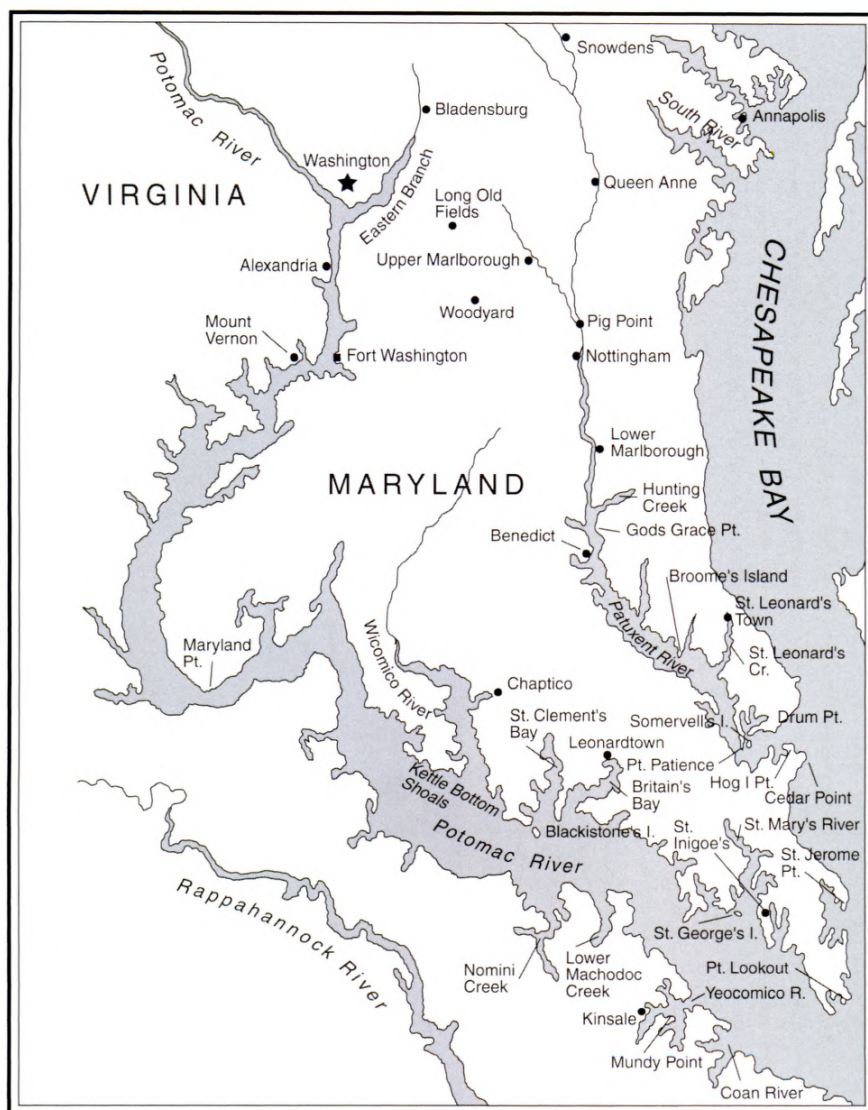 Snowdens
Potomac River
Bladensburg
South River
Annapolis
Washington
VIRGINIA
Eastern Branch
Queen Anne
Long Old
Fields
CHESAPEAKE BAY
Alexandria
Upper Marlborough
Woodyard
Pig Point
Mount
Vernon
Fort Washington
Nottingham
Lower
Marlborough
MARYLAND
Hunting
Creek
Gods Grace Pt.
Benedict
Broome's Island
St. Leonard's
Town
Patuxent River
Maryland
Pt.
Wicomico River
St. Leonard's
Cr.
Chaptico
St. Clement's
Bay
Somervell's I.
Drum Pt.
Leonardtown
Pt. Patience
Hog I Pt.
Cedar Point
Kettle Bottom
Shoals
Britain's
Bay
Blackistone's I.
St.
Inigoe's
St. Mary's River
St. Jerome
Pt.
Potomac River
Rappahannock River
St. George's I.
Nomini
Creek
Lower
Machodoc
Creek
Pt. Lookout
Yeocomico R.
Kinsale
Mundy Point
Coan River